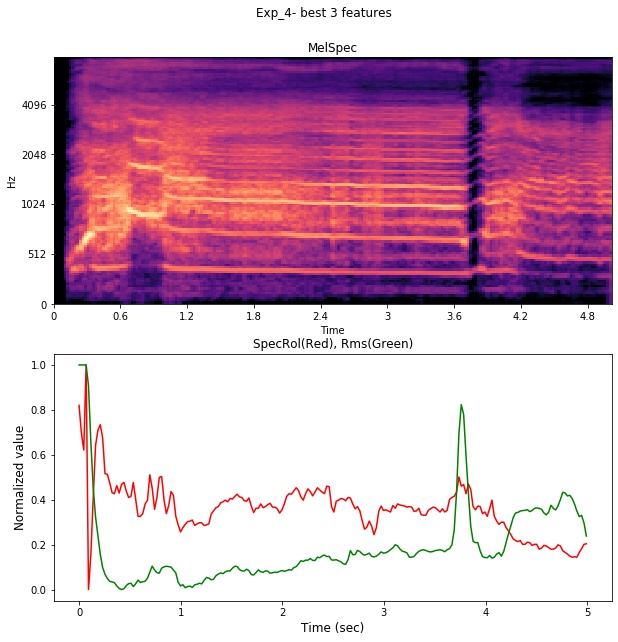 Exp_4- best 3 features
MelSpec
Hz
4096
2048
1024
512
0
0 0.6 1.2 1.8 2.4 3 3.6 4.2 4.8
Time
SpecRol(Red), Rms(Green)
Normalized value
1.0
0.8
0.6
0.4
0.2
0.0
0 1 2 3 4 5
Time (sec)